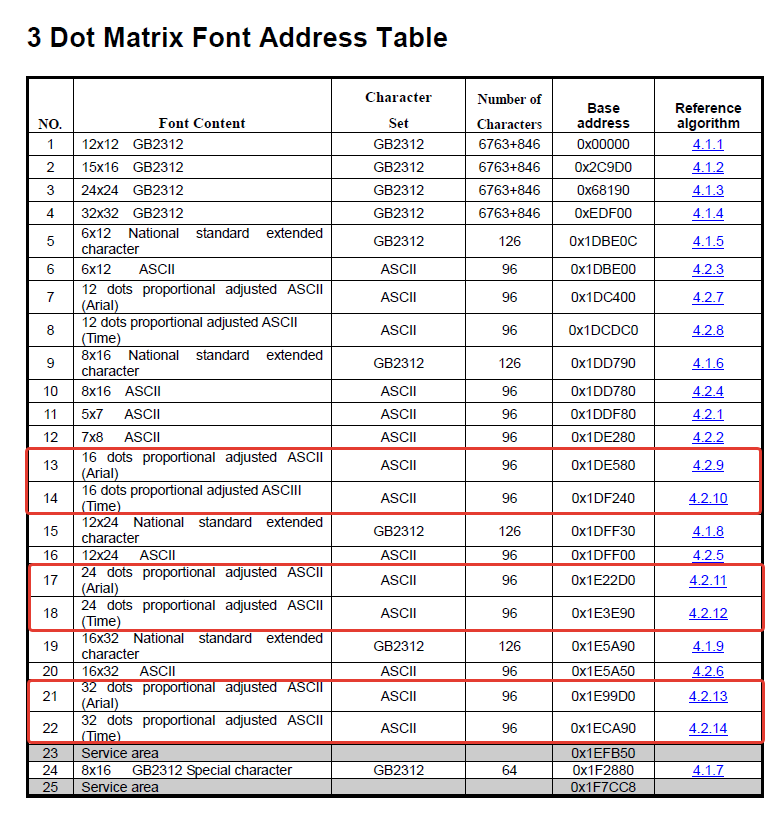 3 Dot Matrix Font Address Table
NO. Font Content Character Set Number of Characters Base address Reference algorithm
1 12x12 GB2312 GB2312 6763+846 0x00000 4.1.1
2 15x16 GB2312 GB2312 6763+846 0x2C9D0 4.1.2
3 24x24 GB2312 GB2312 6763+846 0x68190 4.1.3
4 32x32 GB2312 GB2312 6763+846 0xEDF00 4.1.4
5 6x12 National standard extended character GB2312 126 0x1DBE0C 4.1.5
6 6x12 ASCII ASCII 96 0x1DBE00 4.2.3
7 12 dots proportional adjusted ASCII (Arial) ASCII 96 0x1DC400 4.2.7
8 12 dots proportional adjusted ASCII (Time) ASCII 96 0x1DCDC0 4.2.8
9 8x16 National standard extended character GB2312 126 0x1DD790 4.1.6
10 8x16 ASCII ASCII 96 0x1DD780 4.2.4
11 5x7 ASCII ASCII 96 0x1DDF80 4.2.1
12 7x8 ASCII ASCII 96 0x1DE280 4.2.2
13 16 dots proportional adjusted ASCII (Arial) ASCII 96 0x1DE580 4.2.9
14 16 dots proportional adjusted ASCIII (Time) ASCII 96 0x1DF240 4.2.10
15 12x24 National standard extended character GB2312 126 0x1DFF30 4.1.8
16 12x24 ASCII ASCII 96 0x1DFF00 4.2.5
17 24 dots proportional adjusted ASCII (Arial) ASCII 96 0x1E22D0 4.2.11
18 24 dots proportional adjusted ASCII (Time) ASCII 96 0x1E3E90 4.2.12
19 16x32 National standard extended character GB2312 126 0x1E5A90 4.1.9
20 16x32 ASCII ASCII 96 0x1E5A50 4.2.6
21 32 dots proportional adjusted ASCII (Arial) ASCII 96 0x1E99D0 4.2.13
22 32 dots proportional adjusted ASCII (Time) ASCII 96 0x1ECA90 4.2.14
23 Service area 0x1EFB50
24 8x16 GB2312 Special character GB2312 64 0x1F2880 4.1.7
25 Service area 0x1F7CC8